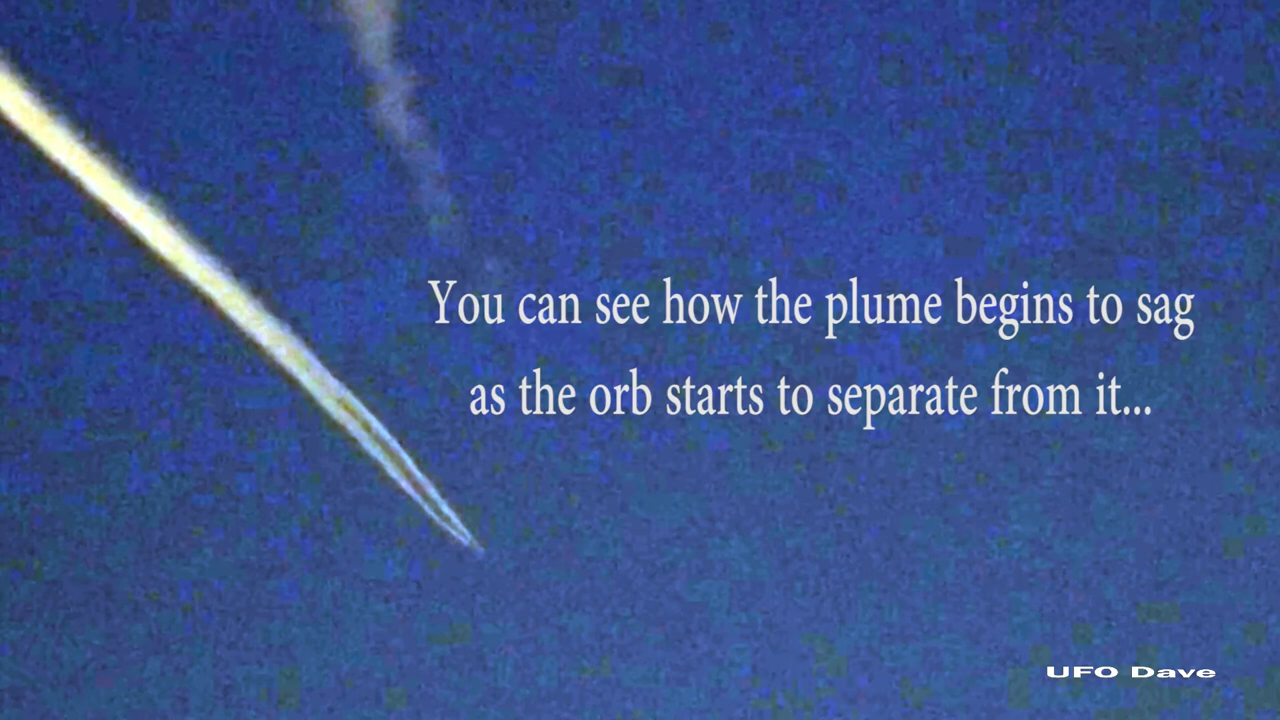 You can see how the plume begins to sag
as the orb starts to separate from it...
UFO Dave